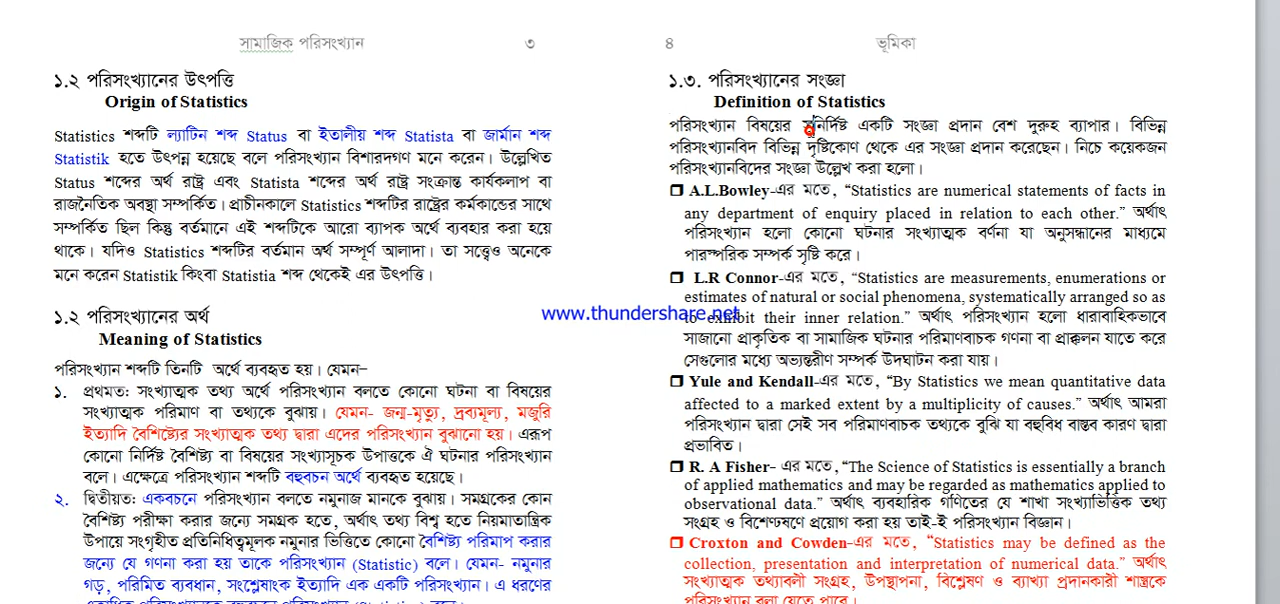 সামাজিক পরিসংখ্যান ৩
১.২ পরিসংখ্যানের উৎপত্তি
Origin of Statistics
Statistics শব্দটি ল্যাটিন শব্দ Status বা ইতালীয় শব্দ Statista বা জার্মান শব্দ
Statistik হতে উৎপন্ন হয়েছে বলে পরিসংখ্যান বিশারদগণ মনে করেন। উল্লেখিত
Status শব্দের অর্থ রাষ্ট্র এবং Statista শব্দের অর্থ রাষ্ট্র সংক্রান্ত কার্যকলাপ বা
রাজনৈতিক অবস্থা সম্পর্কিত। প্রাচীনকালে Statistics শব্দটির রাষ্ট্রের কর্মকান্ডের সাথে
সম্পর্কিত ছিল কিন্তু বর্তমানে এই শব্দটিকে আরো ব্যাপক অর্থে ব্যবহার করা হয়ে
থাকে। যদিও Statistics শব্দটির বর্তমান অর্থ সম্পূর্ণ আলাদা। তা সত্ত্বেও অনেকে
মনে করেন Statistik কিংবা Statistia শব্দ থেকেই এর উৎপত্তি।
১.২ পরিসংখ্যানের অর্থ
Meaning of Statistics
পরিসংখ্যান শব্দটি তিনটি অর্থে ব্যবহৃত হয়। যেমন–
১. প্রথমত: সংখ্যাত্মক তথ্য অর্থে পরিসংখ্যান বলতে কোনো ঘটনা বা বিষয়ের
সংখ্যাত্মক পরিমাণ বা তথ্যকে বুঝায়। যেমন- জন্ম-মৃত্যু, দ্রব্যমূল্য, মজুরি
ইত্যাদি বৈশিষ্ট্যের সংখ্যাত্মক তথ্য দ্বারা এদের পরিসংখ্যান বুঝানো হয়। এরূপ
কোনো নির্দিষ্ট বৈশিষ্ট্য বা বিষয়ের সংখ্যাসূচক উপাত্তকে ঐ ঘটনার পরিসংখ্যান
বলে। এক্ষেত্রে পরিসংখ্যান শব্দটি বহুবচন অর্থে ব্যবহৃত হয়েছে।
২. দ্বিতীয়ত: একবচনে পরিসংখ্যান বলতে নমুনাজ মানকে বুঝায়। সমগ্রকের কোন
বৈশিষ্ট্য পরীক্ষা করার জন্যে সমগ্রক হতে, অর্থাৎ তথ্য বিশ্ব হতে নিয়মাতান্ত্রিক
উপায়ে সংগৃহীত প্রতিনিধিত্বমূলক নমুনার ভিত্তিতে কোনো বৈশিষ্ট্য পরিমাপ করার
জন্যে যে গণনা করা হয় তাকে পরিসংখ্যান (Statistic) বলে। যেমন- নমুনার
গড়, পরিমিত ব্যবধান, সংশ্লেষাংক ইত্যাদি এক একটি পরিসংখ্যান। এ ধরণের
৪ ভূমিকা
১.৩. পরিসংখ্যানের সংজ্ঞা
Definition of Statistics
পরিসংখ্যান বিষয়ের সুনির্দিষ্ট একটি সংজ্ঞা প্রদান বেশ দুরুহ ব্যাপার। বিভিন্ন
পরিসংখ্যানবিদ বিভিন্ন দৃষ্টিকোণ থেকে এর সংজ্ঞা প্রদান করেছেন। নিচে কয়েকজন
পরিসংখ্যানবিদের সংজ্ঞা উল্লেখ করা হলো।
❒ A.L.Bowley-এর মতে, “Statistics are numerical statements of facts in
any department of enquiry placed in relation to each other.” অর্থাৎ
পরিসংখ্যান হলো কোনো ঘটনার সংখ্যাত্মক বর্ণনা যা অনুসন্ধানের মাধ্যমে
পারস্পরিক সম্পর্ক সৃষ্টি করে।
❒ L.R Connor-এর মতে, “Statistics are measurements, enumerations or
estimates of natural or social phenomena, systematically arranged so as
to exhibit their inner relation.” অর্থাৎ পরিসংখ্যান হলো ধারাবাহিকভাবে
সাজানো প্রাকৃতিক বা সামাজিক ঘটনার পরিমাণবাচক গণনা বা প্রাক্কলন যাতে করে
সেগুলোর মধ্যে অভ্যন্তরীণ সম্পর্ক উদঘাটন করা যায়।
❒ Yule and Kendall-এর মতে, “By Statistics we mean quantitative data
affected to a marked extent by a multiplicity of causes.” অর্থাৎ আমরা
পরিসংখ্যান দ্বারা সেই সব পরিমাণবাচক তথ্যকে বুঝি যা বহুবিধ বাস্তব কারণ দ্বারা
প্রভাবিত।
❒ R. A Fisher- এর মতে, “The Science of Statistics is essentially a branch
of applied mathematics and may be regarded as mathematics applied to
observational data.” অর্থাৎ ব্যবহারিক গণিতের যে শাখা সংখ্যাভিত্তিক তথ্য
সংগ্রহ ও বিশ্লেণ্ষণে প্রয়োগ করা হয় তাই-ই পরিসংখ্যান বিজ্ঞান।
❒ Croxton and Cowden-এর মতে, “Statistics may be defined as the
collection, presentation and interpretation of numerical data.” অর্থাৎ
সংখ্যাত্মক তথ্যাবলী সংগ্রহ, উপস্থাপনা, বিশ্লেষণ ও ব্যাখ্যা প্রদানকারী শাস্ত্রকে
পরিসংখ্যান বলা যেতে পারে।
www.thundershare.net